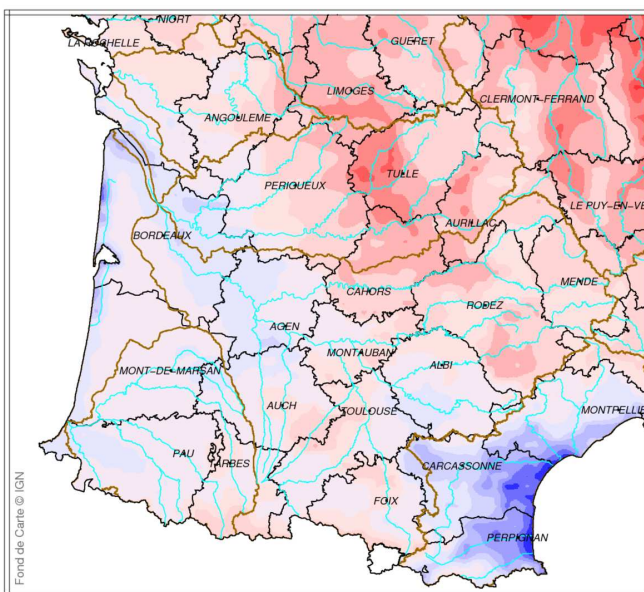 NIORT
LA ROCHELLE
GUERET
LIMOGES
CLERMONT-FERRAND
ANGOULEME
TULLE
PERIGUEUX
LE PUY-EN-VE
AURILLAC
BORDEAUX
MENDE
CAHORS
RODEZ
AGEN
MONTAUBAN
ALBI
MONT-DE-MARSAN
AUCH
TOULOUSE
MONTPELLIE
PAU
TARBES
CARCASSONNE
FOIX
PERPIGNAN
Fond de Carte © IGN